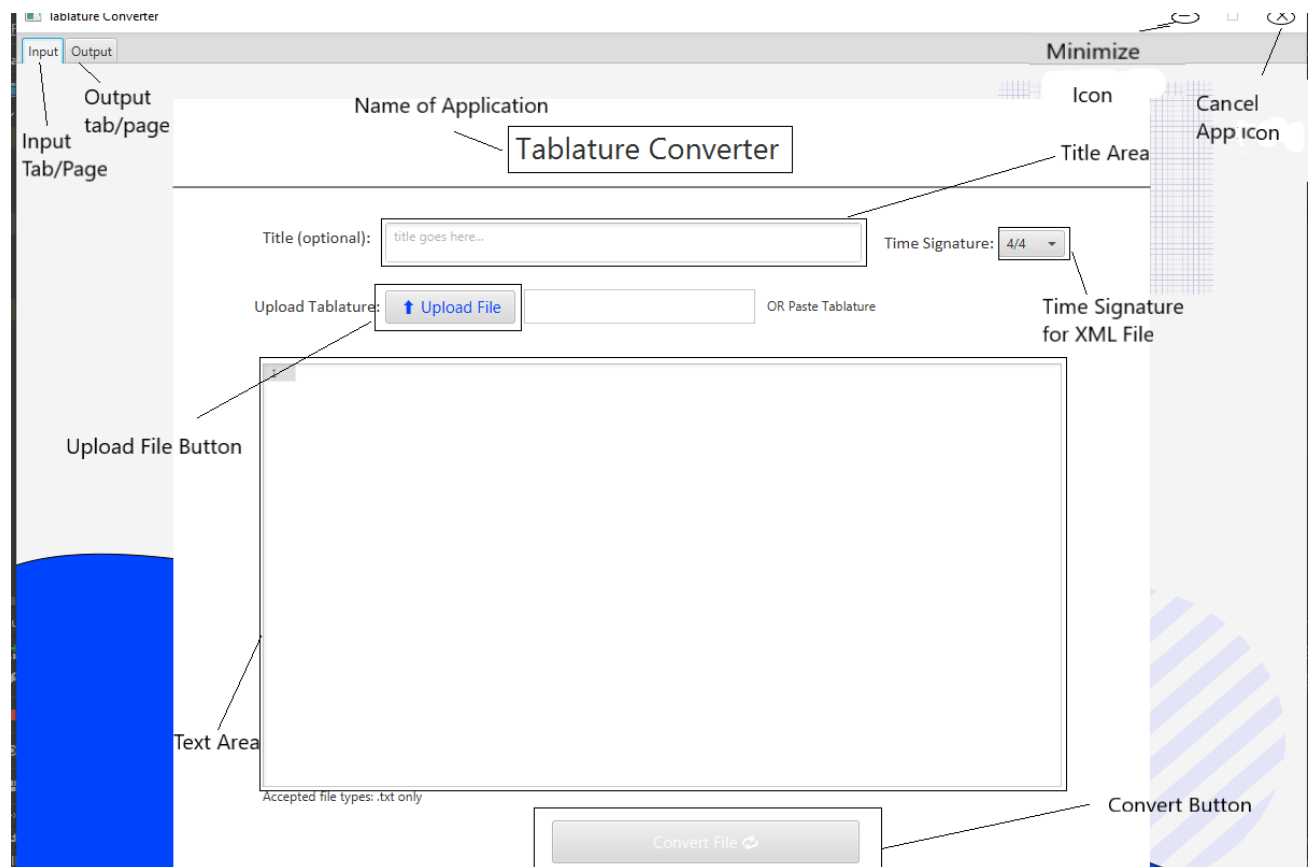 Tablature Converter
Input Output
Minimize
Icon
Cancel
App icon
Output
tab/page
Input
Tab/Page
Name of Application
Tablature Converter
Title Area
Title (optional): title goes here... Time Signature: 4/4
Upload Tablature: Upload File OR Paste Tablature
Time Signature
for XML File
1
Upload File Button
Text Area
Accepted file types: .txt only
Convert Button
Convert File